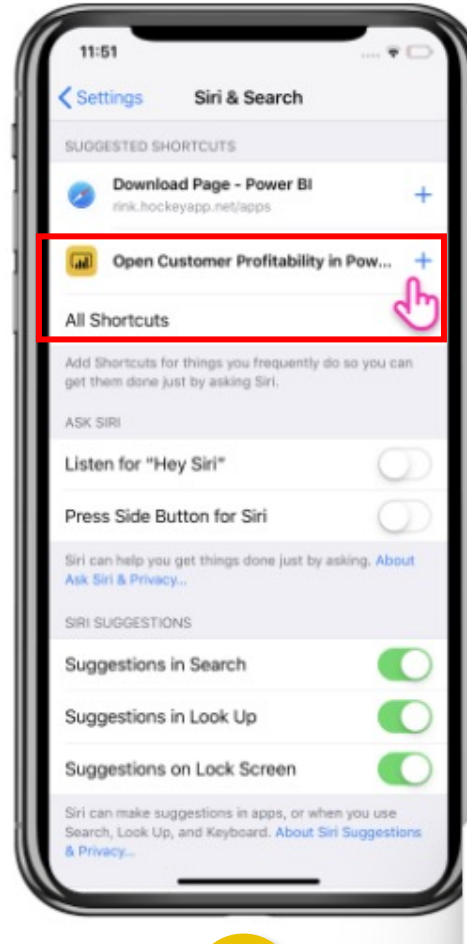 11:51
Settings Siri & Search
SUGGESTED SHORTCUTS
Download Page - Power BI
rink.hockeyapp.net/apps
Open Customer Profitability in Pow...
All Shortcuts
Add Shortcuts for things you frequently do so you can
get them done just by asking Siri.
ASK SIRI
Listen for "Hey Siri"
Press Side Button for Siri
Siri can help you get things done just by asking. About
Ask Siri & Privacy...
SIRI SUGGESTIONS
Suggestions in Search
Suggestions in Look Up
Suggestions on Lock Screen
Siri can make suggestions in apps, or when you use
Search, Look Up, and Keyboard. About Siri Suggestions
& Privacy...